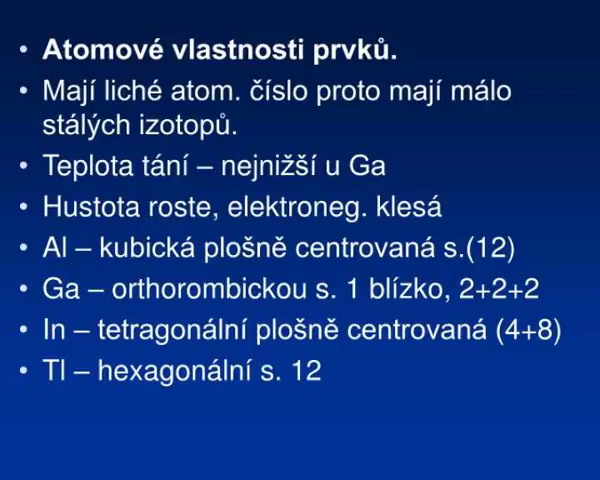 • Atomové vlastnosti prvků.
• Mají liché atom. číslo proto mají málo
stálých izotopů.
• Teplota tání – nejnižší u Ga
• Hustota roste, elektroneg. klesá
• Al – kubická plošně centrovaná s.(12)
• Ga – orthorombickou s. 1 blízko, 2+2+2
• In – tetragonální plošně centrovaná (4+8)
• Tl – hexagonální s. 12